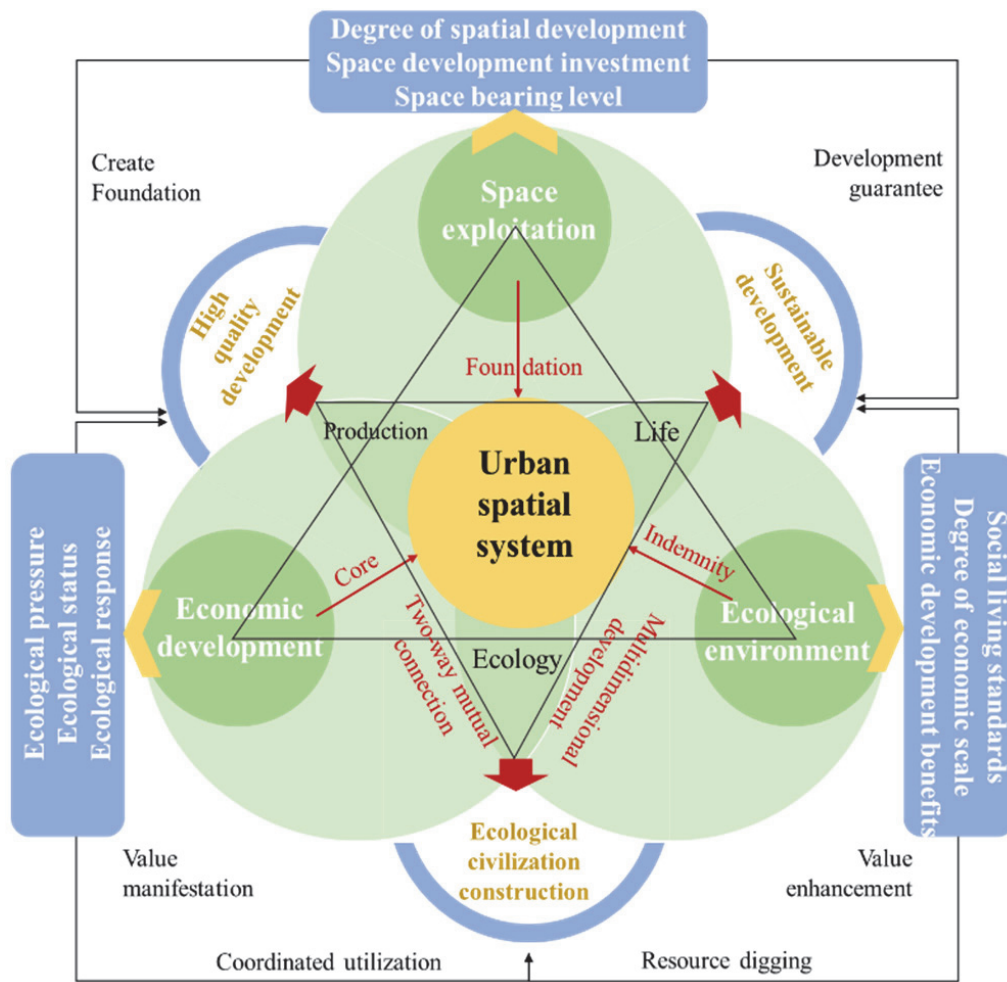 Degree of spatial development
Space development investment
Space bearing level
Create
Foundation
Development
guarantee
Space
exploitation
High
quality
development
Sustainable
development
Foundation
Production
Life
Urban
spatial
system
Core
Indemnity
Economic
development
Ecological
environment
Ecology
Two-way mutual
connection
Multidimensional
development
Ecological pressure
Ecological status
Ecological response
Social living standards
Degree of economic scale
Economic development benefits
Ecological
civilization
construction
Value
manifestation
Value
enhancement
Coordinated utilization
Resource digging